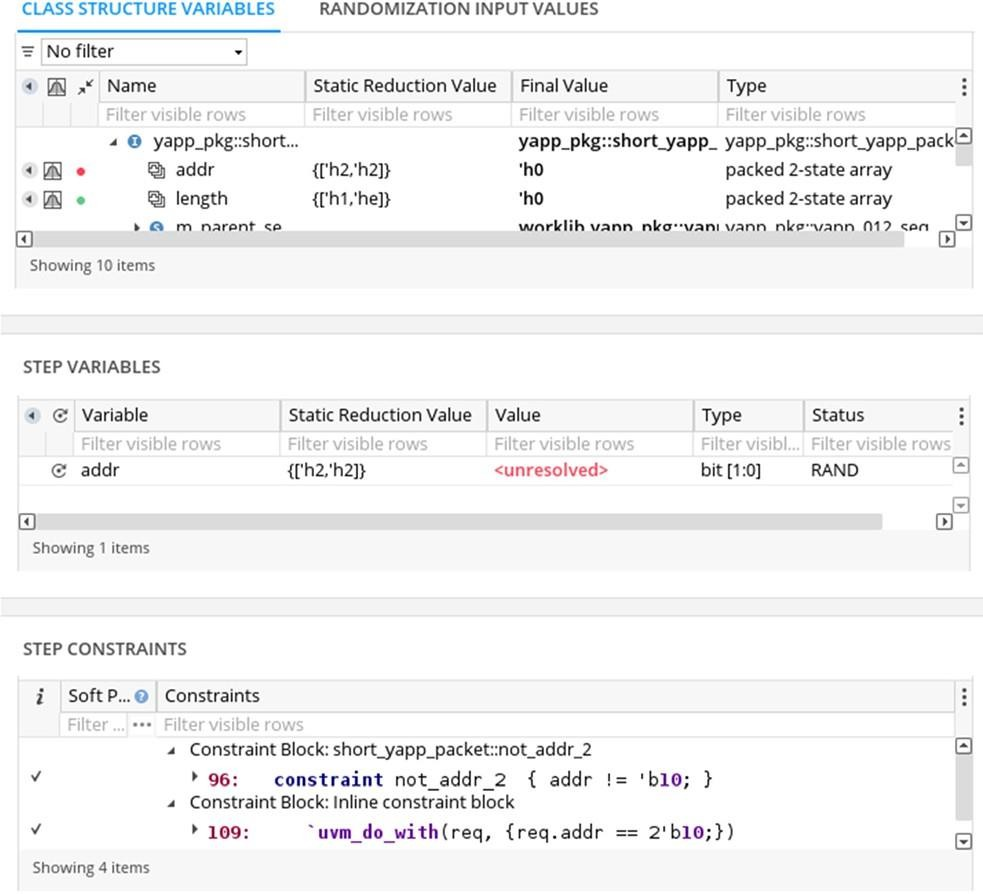 CLASS STRUCTURE VARIABLES RANDOMIZATION INPUT VALUES
No filter
Name Static Reduction Value Final Value Type
Filter visible rows Filter visible rows Filter visible rows Filter visible rows
yapp_pkg::short... yapp_pkg::short_yapp_ yapp_pkg::short_yapp_pack
addr {['h2,'h2]} 'h0 packed 2-state array
length {['h1,'he]} 'h0 packed 2-state array
m_parent_se worklib.yapp_pkg::yap yapp_pkg::yapp_012_seq
Showing 10 items
STEP VARIABLES
Variable Static Reduction Value Value Type Status
Filter visible rows Filter visible rows Filter visible rows Filter visibl... Filter visible rows
addr {['h2,'h2]} <unresolved> bit [1:0] RAND
Showing 1 items
STEP CONSTRAINTS
i Soft P... ? Constraints
Filter ... ••• Filter visible rows
Constraint Block: short_yapp_packet::not_addr_2
96: constraint not_addr_2 { addr != 'b10; }
Constraint Block: Inline constraint block
109: `uvm_do_with(req, {req.addr == 2'b10;})
Showing 4 items